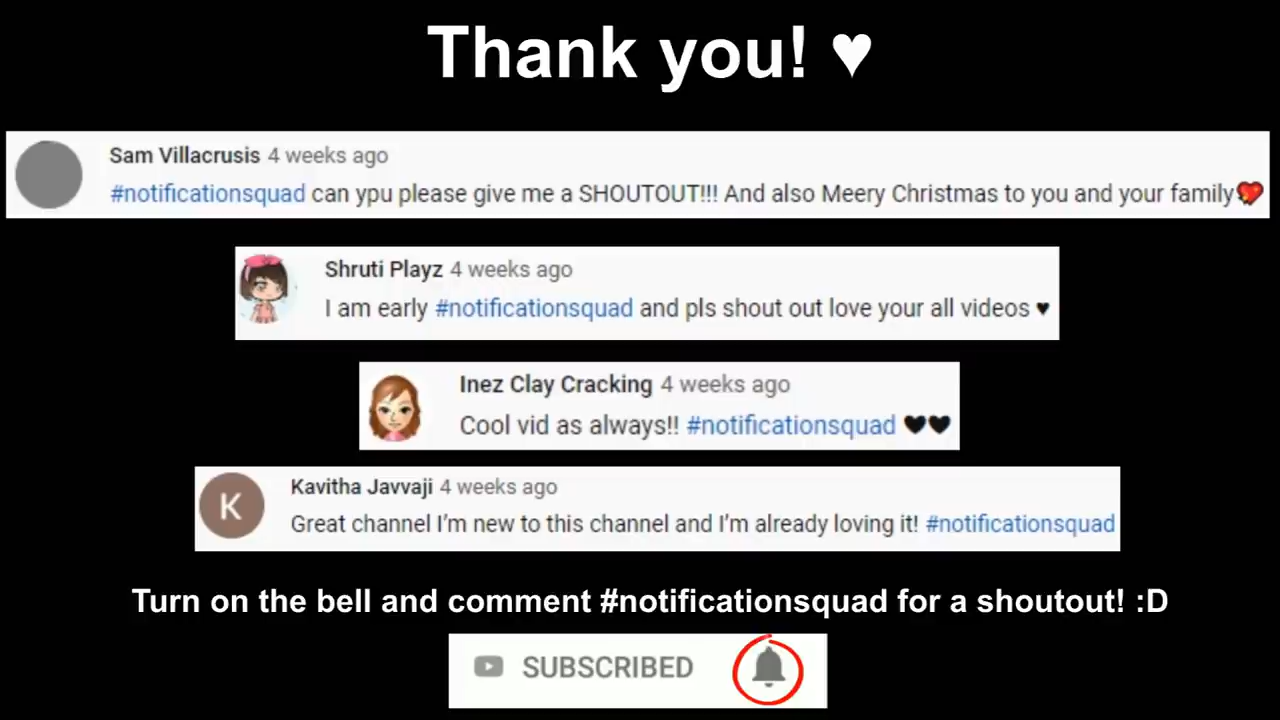 Thank you! ♥
Sam Villacrusis 4 weeks ago
#notificationsquad can ypu please give me a SHOUTOUT!!! And also Meery Christmas to you and your family💖
Shruti Playz 4 weeks ago
I am early #notificationsquad and pls shout out love your all videos ♥
Inez Clay Cracking 4 weeks ago
Cool vid as always!! #notificationsquad 🖤🖤
K
Kavitha Javvaji 4 weeks ago
Great channel I'm new to this channel and I'm already loving it! #notificationsquad
Turn on the bell and comment #notificationsquad for a shoutout! :D
SUBSCRIBED